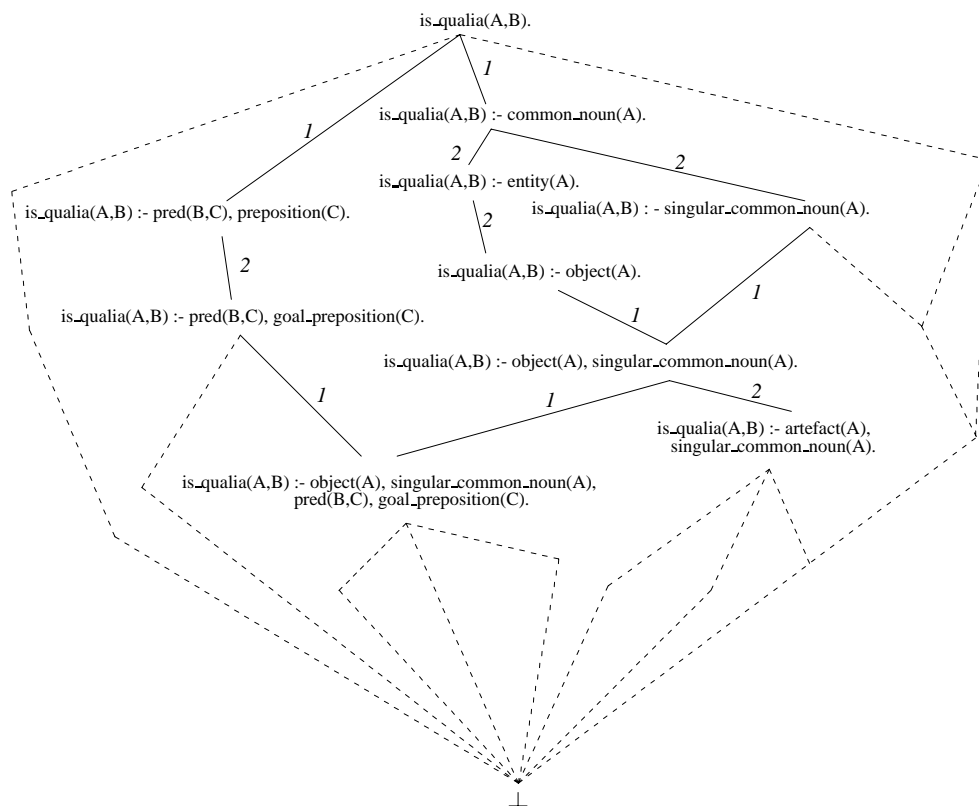 is_qualia(A,B).
1
1
is_qualia(A,B) :- common_noun(A).
2
2
is_qualia(A,B) :- entity(A).
is_qualia(A,B) :- pred(B,C), preposition(C).
is_qualia(A,B) : - singular_common_noun(A).
2
2
is_qualia(A,B) :- object(A).
1
1
is_qualia(A,B) :- pred(B,C), goal_preposition(C).
is_qualia(A,B) :- object(A), singular_common_noun(A).
1
1
2
is_qualia(A,B) :- artefact(A),
singular_common_noun(A).
is_qualia(A,B) :- object(A), singular_common_noun(A),
pred(B,C), goal_preposition(C).
⊥